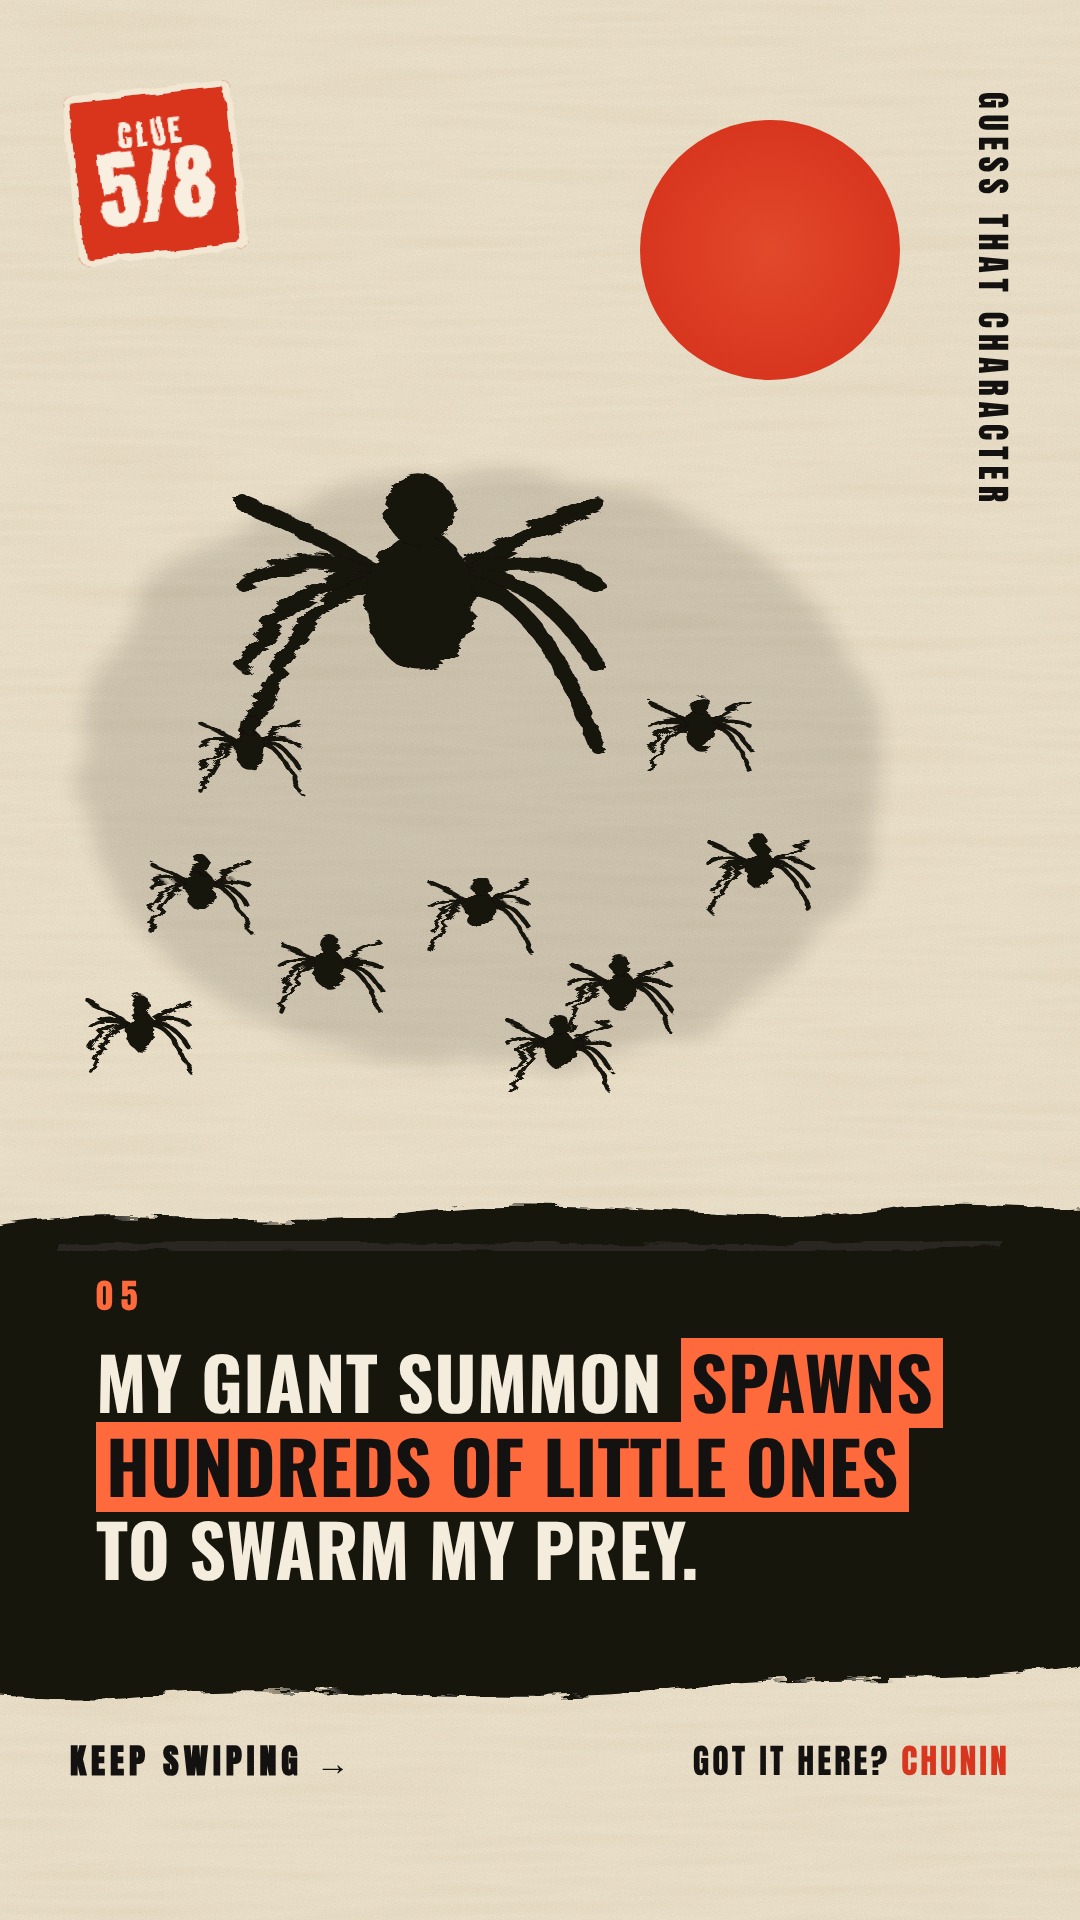 CLUE
5/8
GUESS THAT CHARACTER
05
MY GIANT SUMMON SPAWNS
HUNDREDS OF LITTLE ONES
TO SWARM MY PREY.
KEEP SWIPING →
GOT IT HERE? CHUNIN